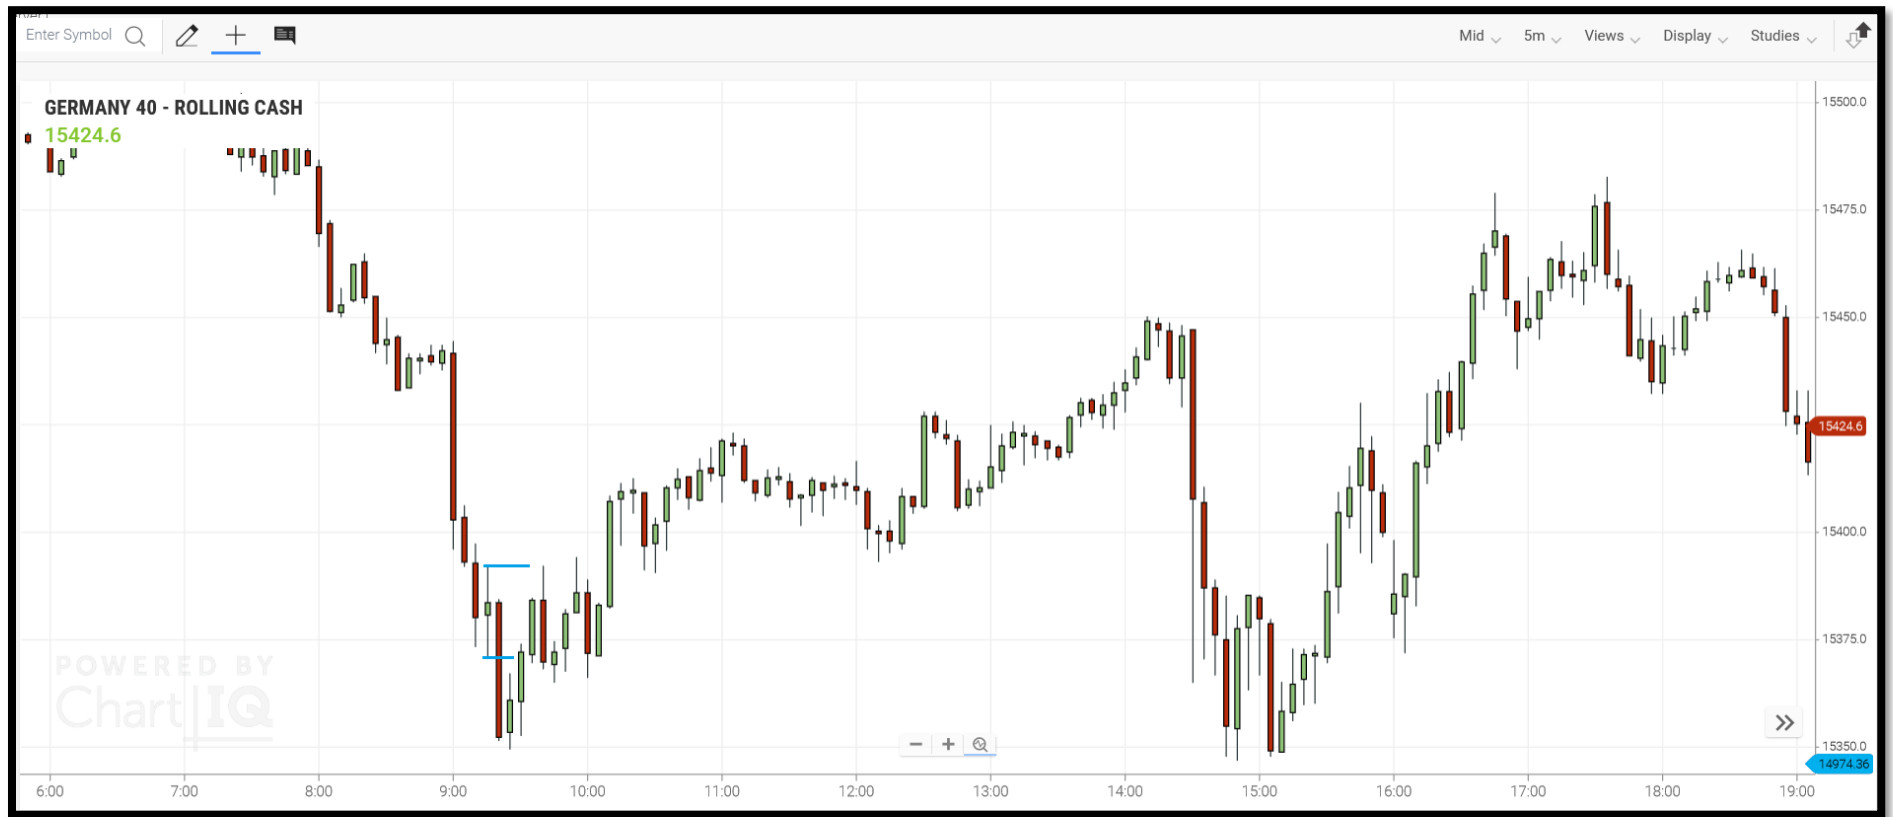 Enter Symbol
Mid 5m Views Display Studies
GERMANY 40 - ROLLING CASH
15424.6
15500.0
15475.0
15450.0
15424.6
15400.0
15375.0
15350.0
14974.36
POWERED BY
ChartIQ
6:00 7:00 8:00 9:00 10:00 11:00 12:00 13:00 14:00 15:00 16:00 17:00 18:00 19:00